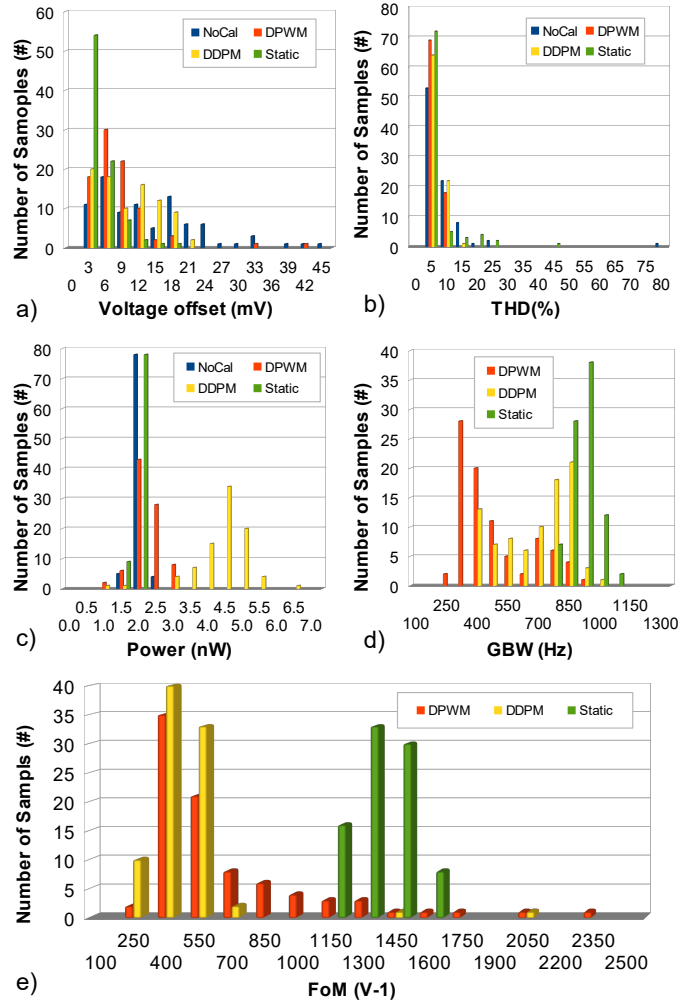 60
50
40
30
20
10
0
Number of Samoples (#)
NoCal DPWM
DDPM Static
3 9 15 21 27 33 39 45
0 6 12 18 24 30 36 42
Voltage offset (mV)
a)
80
70
60
50
40
30
20
10
0
Number of Samples (#)
NoCal DPWM
DDPM Static
5 15 25 35 45 55 65 75
0 10 20 30 40 50 60 70 80
THD(%)
b)
80
70
60
50
40
30
20
10
0
Number of Samples (#)
NoCal DPWM
DDPM Static
0.5 1.5 2.5 3.5 4.5 5.5 6.5
0.0 1.0 2.0 3.0 4.0 5.0 6.0 7.0
Power (nW)
c)
40
35
30
25
20
15
10
5
0
Number of Samples (#)
DPWM
DDPM
Static
250 550 850 1150
100 400 700 1000 1300
GBW (Hz)
d)
40
35
30
25
20
15
10
5
0
Number of Sampls (#)
DPWM DDPM Static
250 550 850 1150 1450 1750 2050 2350
100 400 700 1000 1300 1600 1900 2200 2500
FoM (V-1)
e)